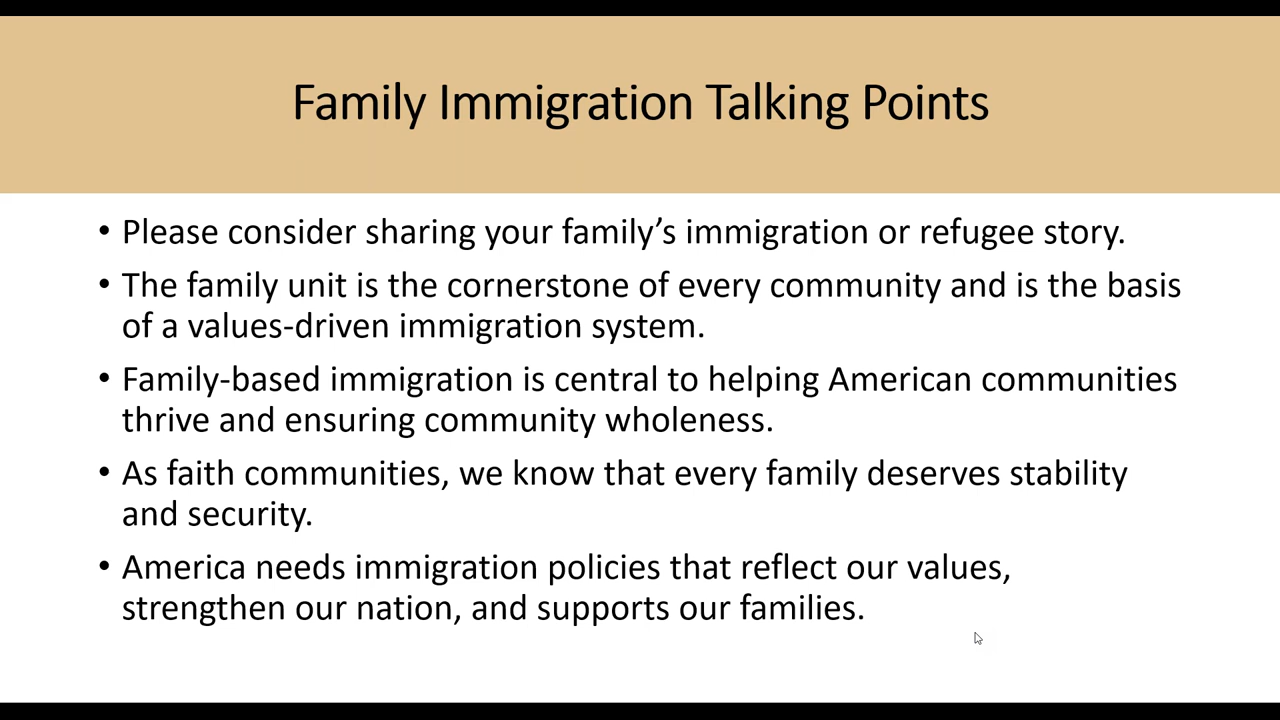 Family Immigration Talking Points
• Please consider sharing your family’s immigration or refugee story.
• The family unit is the cornerstone of every community and is the basis
of a values-driven immigration system.
• Family-based immigration is central to helping American communities
thrive and ensuring community wholeness.
• As faith communities, we know that every family deserves stability
and security.
• America needs immigration policies that reflect our values,
strengthen our nation, and supports our families.